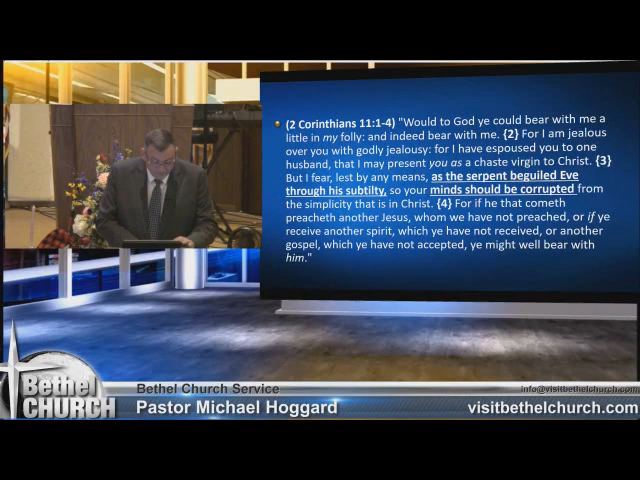 (2 Corinthians 11:1-4) "Would to God ye could bear with me a
little in my folly: and indeed bear with me. {2} For I am jealous
over you with godly jealousy: for I have espoused you to one
husband, that I may present you as a chaste virgin to Christ. {3}
But I fear, lest by any means, as the serpent beguiled Eve
through his subtilty, so your minds should be corrupted from
the simplicity that is in Christ. {4} For if he that cometh
preacheth another Jesus, whom we have not preached, or if ye
receive another spirit, which ye have not received, or another
gospel, which ye have not accepted, ye might well bear with
him."
Bethel
CHURCH
Bethel Church Service
info@visitbethelchurch.com
Pastor Michael Hoggard
visitbethelchurch.com